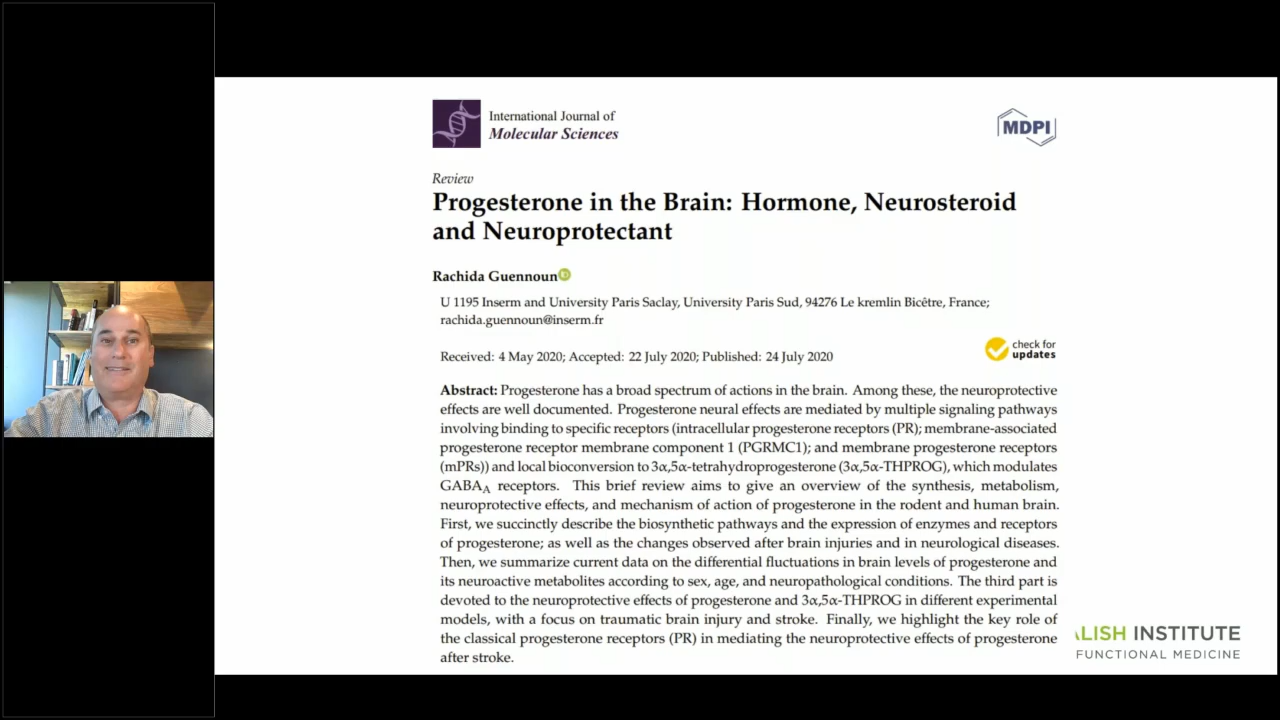 International Journal of
Molecular Sciences
MDPI
Review
Progesterone in the Brain: Hormone, Neurosteroid
and Neuroprotectant
Rachida Guennoun
U 1195 Inserm and University Paris Saclay, University Paris Sud, 94276 Le kremlin Bicêtre, France;
rachida.guennoun@inserm.fr
Received: 4 May 2020; Accepted: 22 July 2020; Published: 24 July 2020
check for
updates
Abstract: Progesterone has a broad spectrum of actions in the brain. Among these, the neuroprotective
effects are well documented. Progesterone neural effects are mediated by multiple signaling pathways
involving binding to specific receptors (intracellular progesterone receptors (PR); membrane-associated
progesterone receptor membrane component 1 (PGRMC1); and membrane progesterone receptors
(mPRs)) and local bioconversion to 3α,5α-tetrahydroprogesterone (3α,5α-THPROG), which modulates
GABAA receptors. This brief review aims to give an overview of the synthesis, metabolism,
neuroprotective effects, and mechanism of action of progesterone in the rodent and human brain.
First, we succinctly describe the biosynthetic pathways and the expression of enzymes and receptors
of progesterone; as well as the changes observed after brain injuries and in neurological diseases.
Then, we summarize current data on the differential fluctuations in brain levels of progesterone and
its neuroactive metabolites according to sex, age, and neuropathological conditions. The third part is
devoted to the neuroprotective effects of progesterone and 3α,5α-THPROG in different experimental
models, with a focus on traumatic brain injury and stroke. Finally, we highlight the key role of
the classical progesterone receptors (PR) in mediating the neuroprotective effects of progesterone
after stroke.
LISH INSTITUTE
FUNCTIONAL MEDICINE